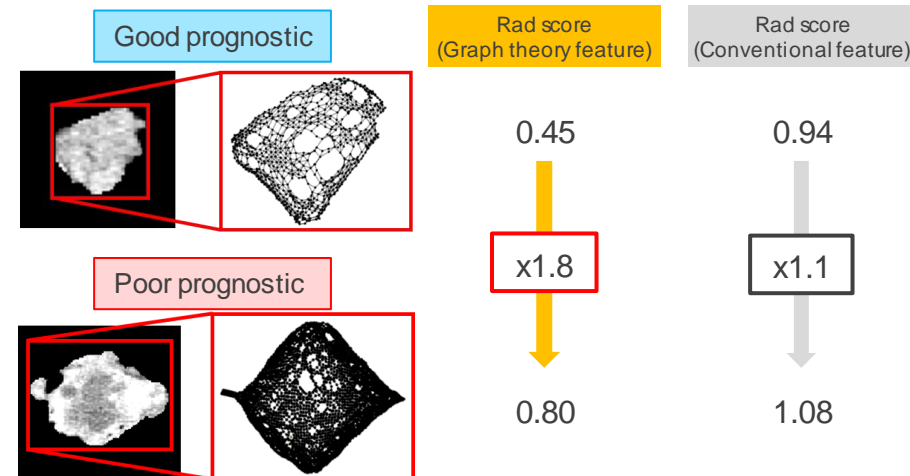 Good prognostic
Rad score
(Graph theory feature)
Rad score
(Conventional feature)
0.45
0.94
x1.8
x1.1
Poor prognostic
0.80
1.08